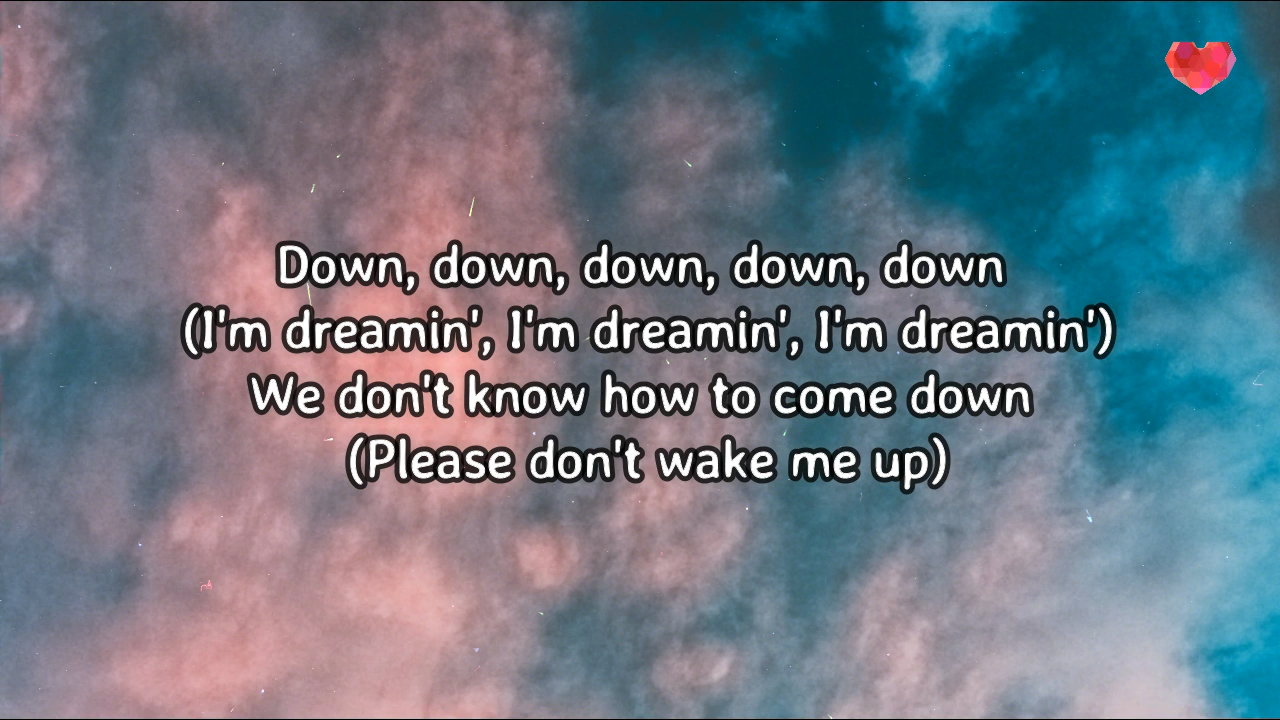 Down, down, down, down, down
(I'm dreamin', I'm dreamin', I'm dreamin')
We don't know how to come down
(Please don't wake me up)